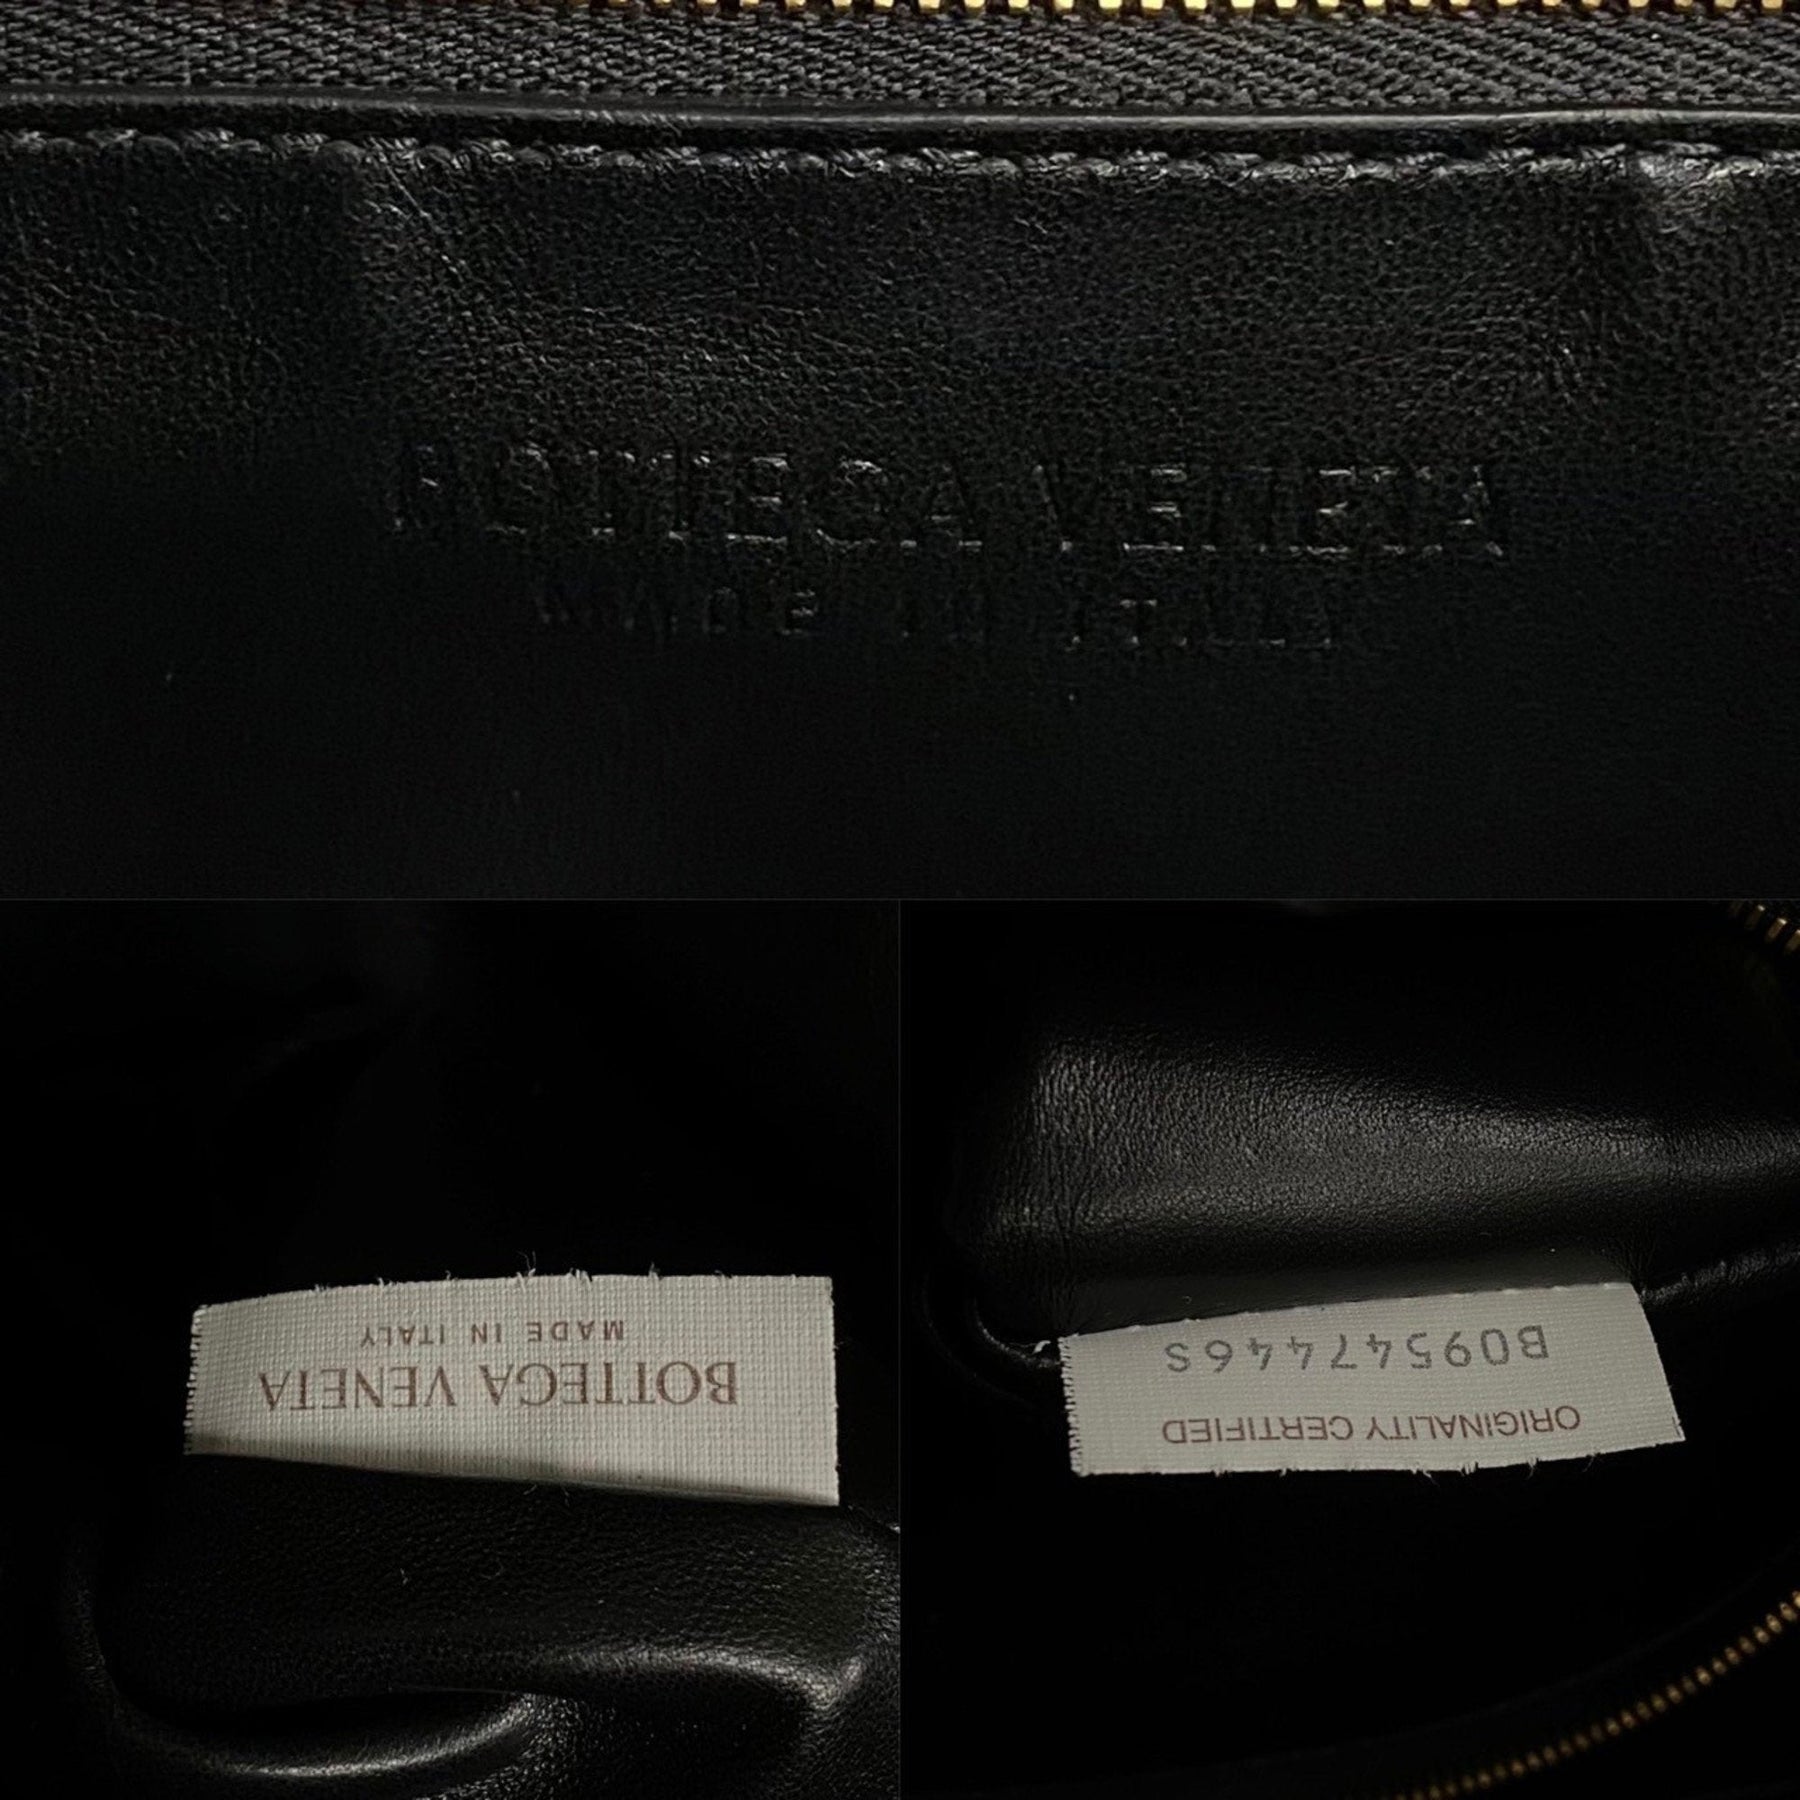 BOTTEGA VENETA
MADE IN ITALY
BOTTEGA VENETA
MADE IN ITALY
ORIGINALITY CERTIFIED
B09547446S